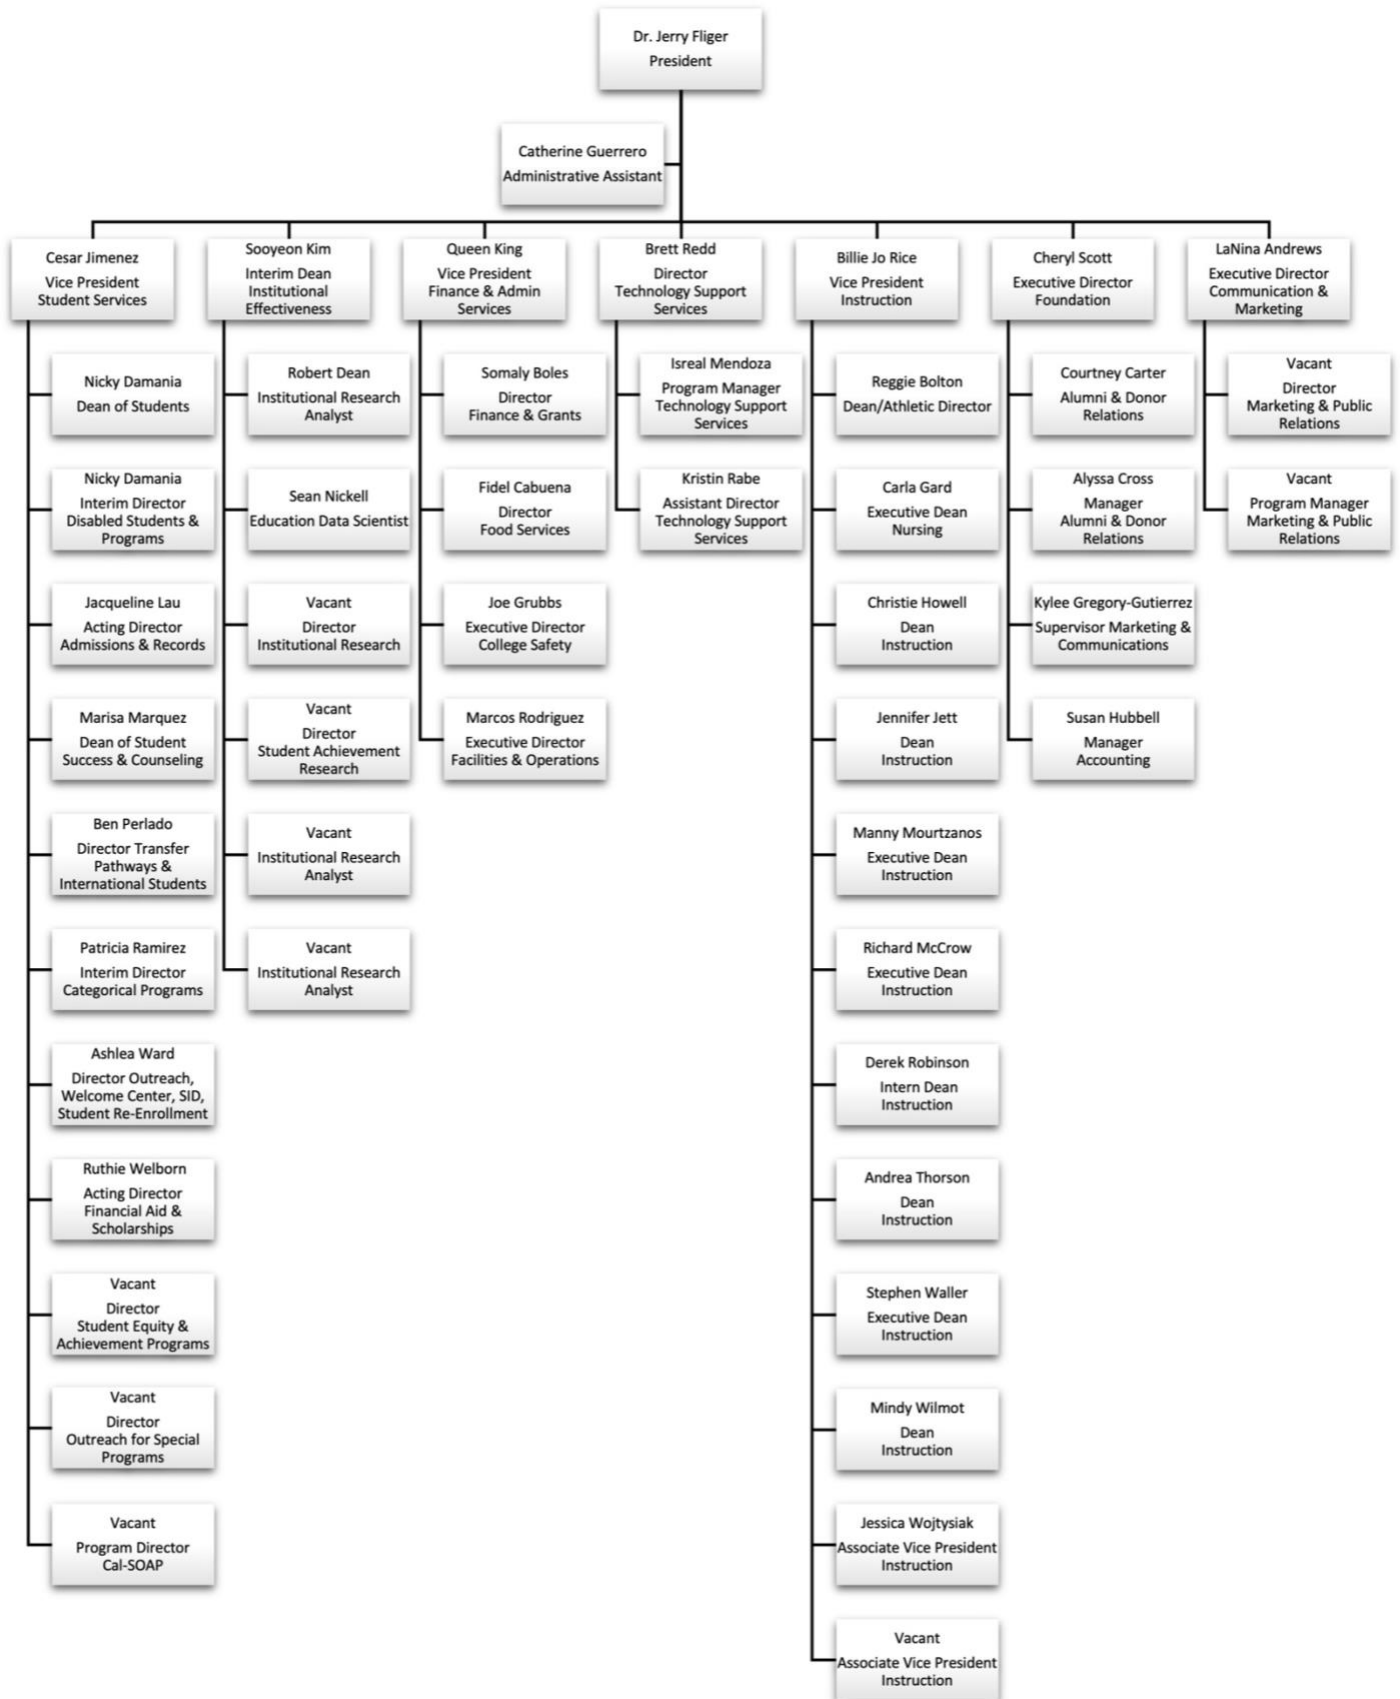 Dr. Jerry Fliger
President
Catherine Guerrero
Administrative Assistant
Cesar Jimenez
Vice President
Student Services
Nicky Damania
Dean of Students
Nicky Damania
Interim Director
Disabled Students &
Programs
Jacqueline Lau
Acting Director
Admissions & Records
Marisa Marquez
Dean of Student
Success & Counseling
Ben Perlado
Director Transfer
Pathways &
International Students
Patricia Ramirez
Interim Director
Categorical Programs
Ashlea Ward
Director Outreach,
Welcome Center, SID,
Student Re-Enrollment
Ruthie Welborn
Acting Director
Financial Aid &
Scholarships
Vacant
Director
Student Equity &
Achievement Programs
Vacant
Director
Outreach for Special
Programs
Vacant
Program Director
Cal-SOAP
Sooyeon Kim
Interim Dean
Institutional
Effectiveness
Robert Dean
Institutional Research
Analyst
Sean Nickell
Education Data Scientist
Vacant
Director
Institutional Research
Vacant
Director
Student Achievement
Research
Vacant
Institutional Research
Analyst
Vacant
Institutional Research
Analyst
Queen King
Vice President
Finance & Admin
Services
Somaly Boles
Director
Finance & Grants
Fidel Cabuena
Director
Food Services
Joe Grubbs
Executive Director
College Safety
Marcos Rodriguez
Executive Director
Facilities & Operations
Brett Redd
Director
Technology Support
Services
Isreal Mendoza
Program Manager
Technology Support
Services
Kristin Rabe
Assistant Director
Technology Support
Services
Billie Jo Rice
Vice President
Instruction
Reggie Bolton
Dean/Athletic Director
Carla Gard
Executive Dean
Nursing
Christie Howell
Dean
Instruction
Jennifer Jett
Dean
Instruction
Manny Mourtzanos
Executive Dean
Instruction
Richard McCrow
Executive Dean
Instruction
Derek Robinson
Intern Dean
Instruction
Andrea Thorson
Dean
Instruction
Stephen Waller
Executive Dean
Instruction
Mindy Wilmot
Dean
Instruction
Jessica Wojtysiak
Associate Vice President
Instruction
Vacant
Associate Vice President
Instruction
Cheryl Scott
Executive Director
Foundation
Courtney Carter
Alumni & Donor
Relations
Alyssa Cross
Manager
Alumni & Donor
Relations
Kylee Gregory-Gutierrez
Supervisor Marketing &
Communications
Susan Hubbell
Manager
Accounting
LaNina Andrews
Executive Director
Communication &
Marketing
Vacant
Director
Marketing & Public
Relations
Vacant
Program Manager
Marketing & Public
Relations